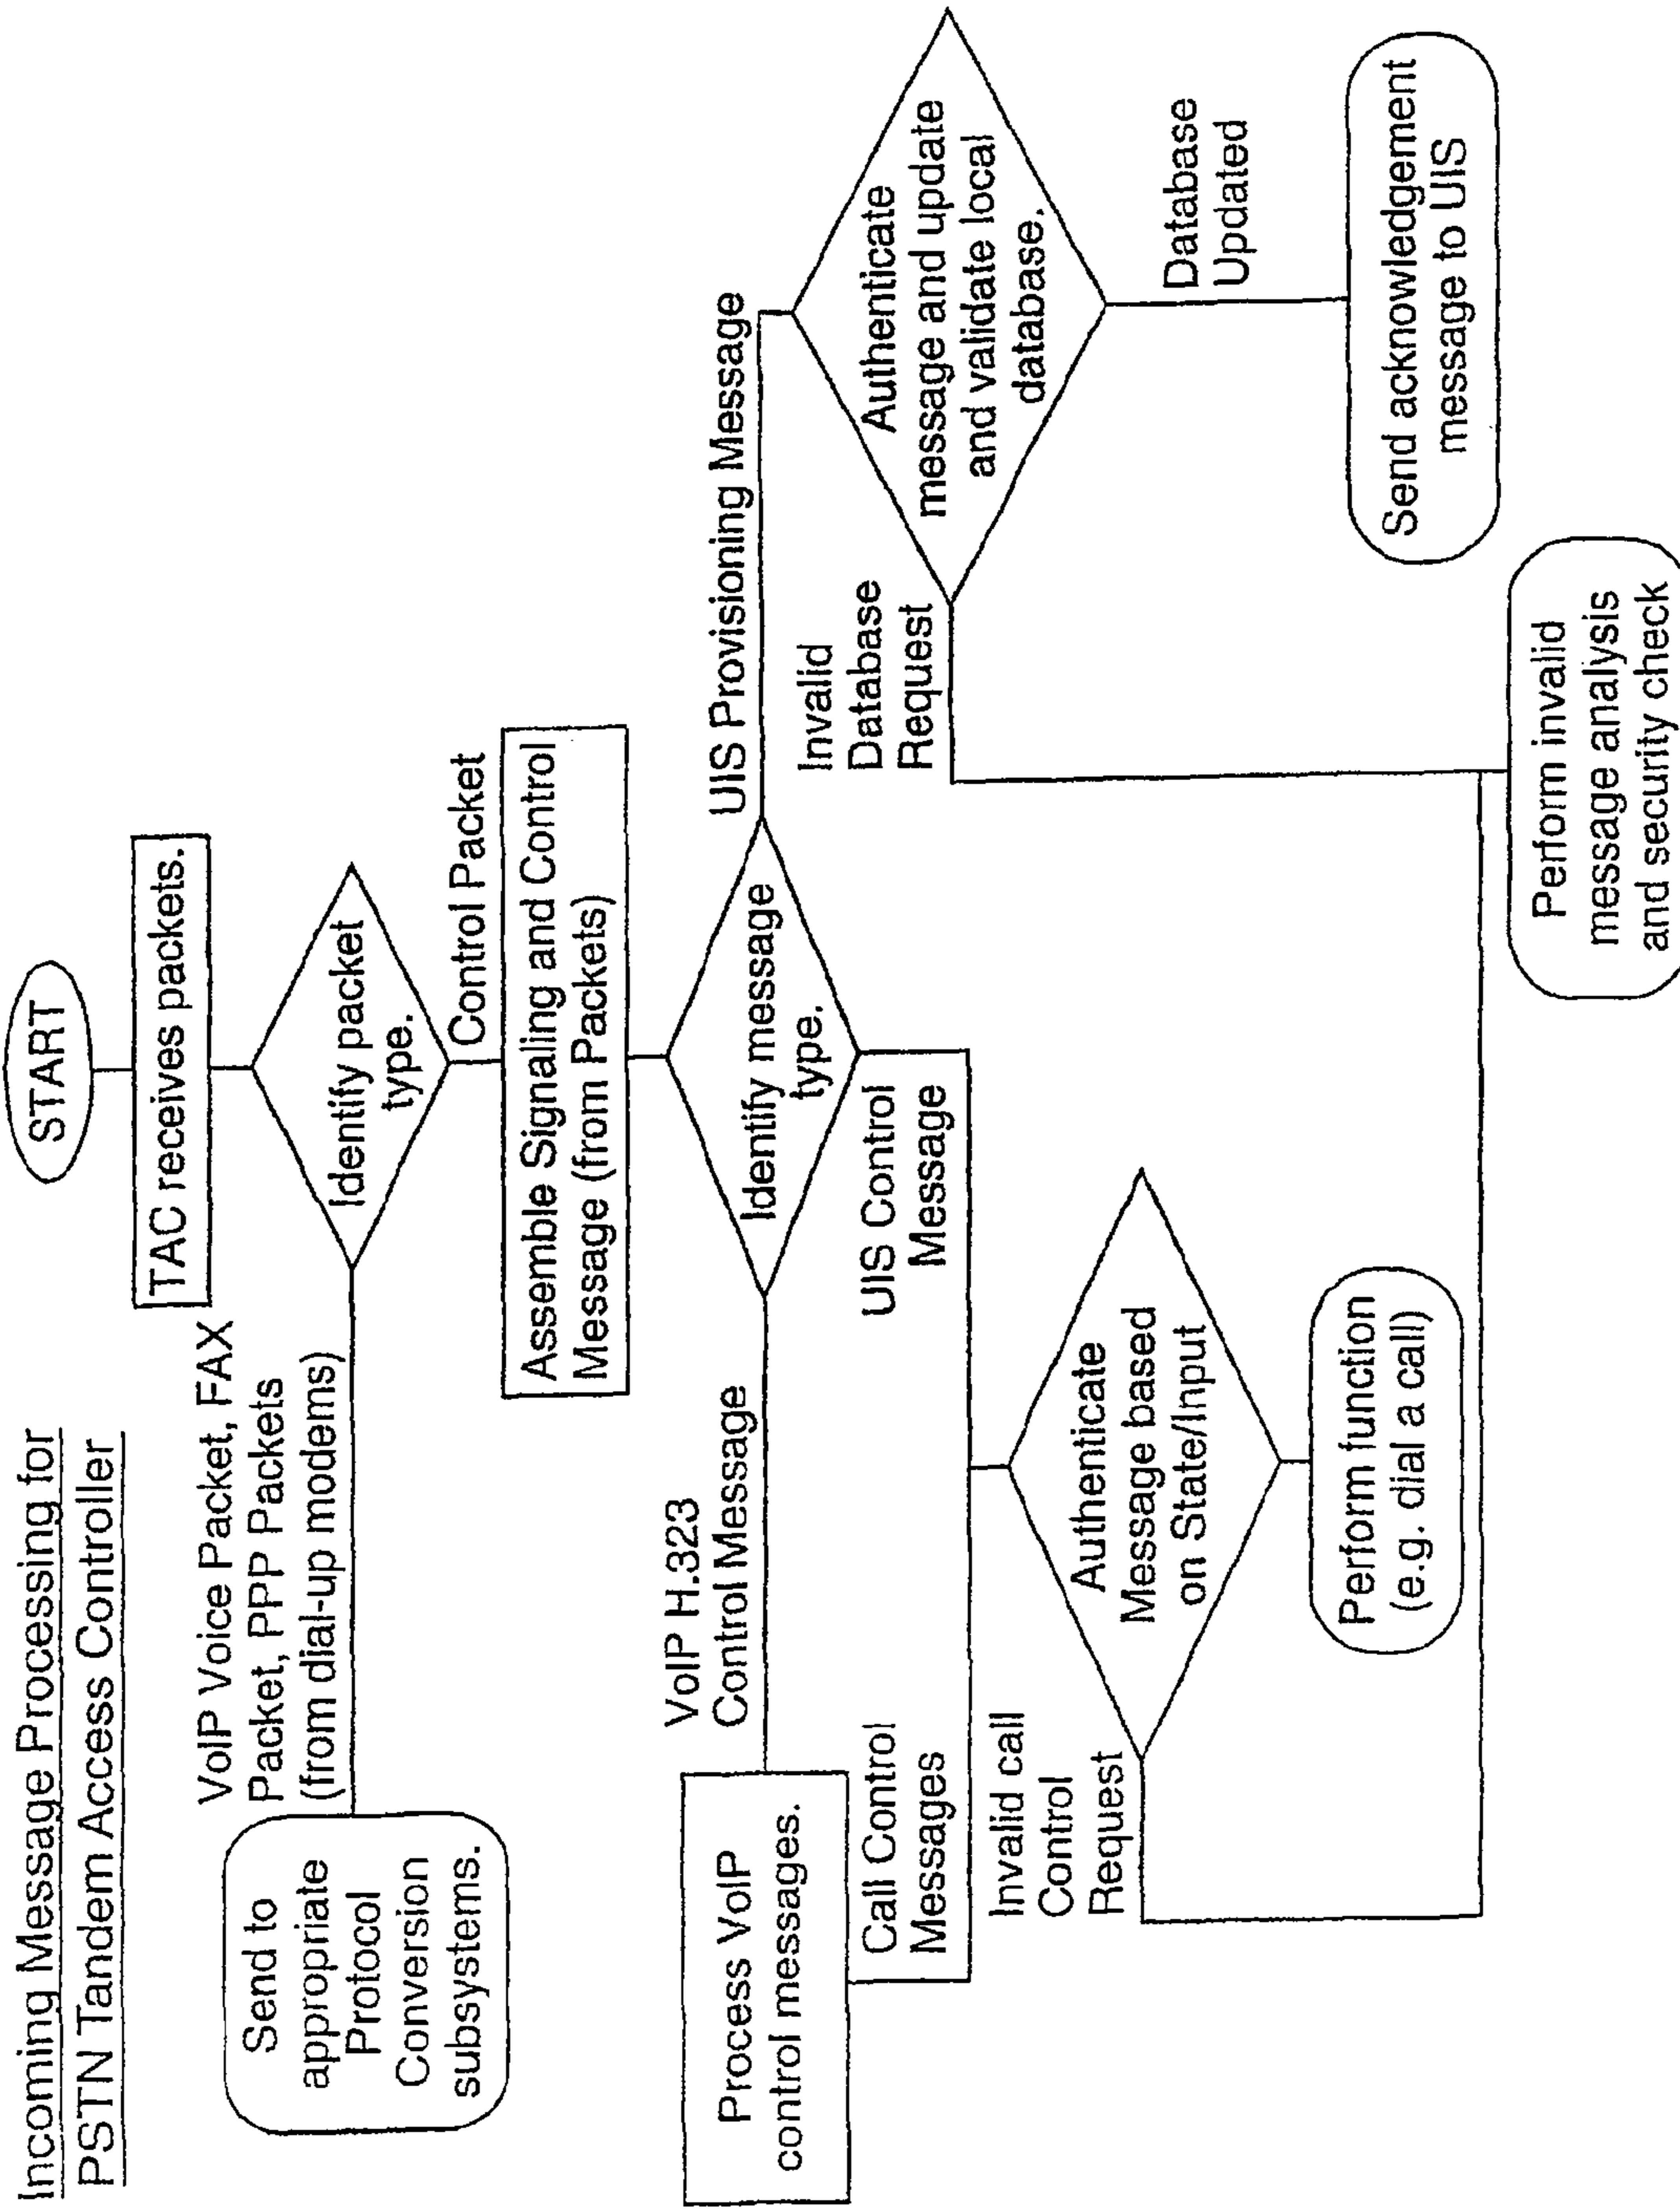 Incoming Message Processing for
PSTN Tandem Access Controller
START
TAC receives packets.
Identify packet
type.
VoIP Voice Packet, FAX
Packet, PPP Packets
(from dial-up modems)
Send to
appropriate
Protocol
Conversion
subsystems.
Control Packet
Assemble Signaling and Control
Message (from Packets)
Identify message
type.
VoIP H.323
Control Message
Process VoIP
control messages.
Call Control
Messages
UIS Control
Message
UIS Provisioning Message
Authenticate
message and update
and validate local
database.
Invalid
Database
Request
Database
Updated
Send acknowledgement
message to UIS
Authenticate
Message based
on State/Input
Invalid call
Control
Request
Perform function
(e.g. dial a call)
Perform invalid
message analysis
and security check